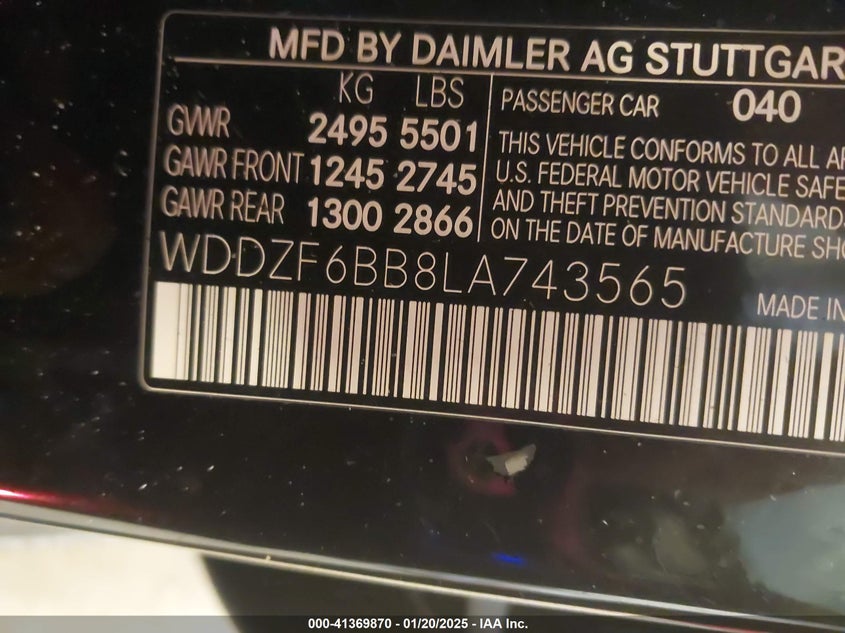 MFD BY DAIMLER AG STUTTGAR
KG LBS
GVWR 2495 5501
GAWR FRONT 1245 2745
GAWR REAR 1300 2866
PASSENGER CAR 040
THIS VEHICLE CONFORMS TO ALL AP
U.S. FEDERAL MOTOR VEHICLE SAFE
AND THEFT PREVENTION STANDARD
ON THE DATE OF MANUFACTURE SHO
WDDZF6BB8LA743565
MADE IN
000-41369870 — 01/20/2025 — IAA Inc.